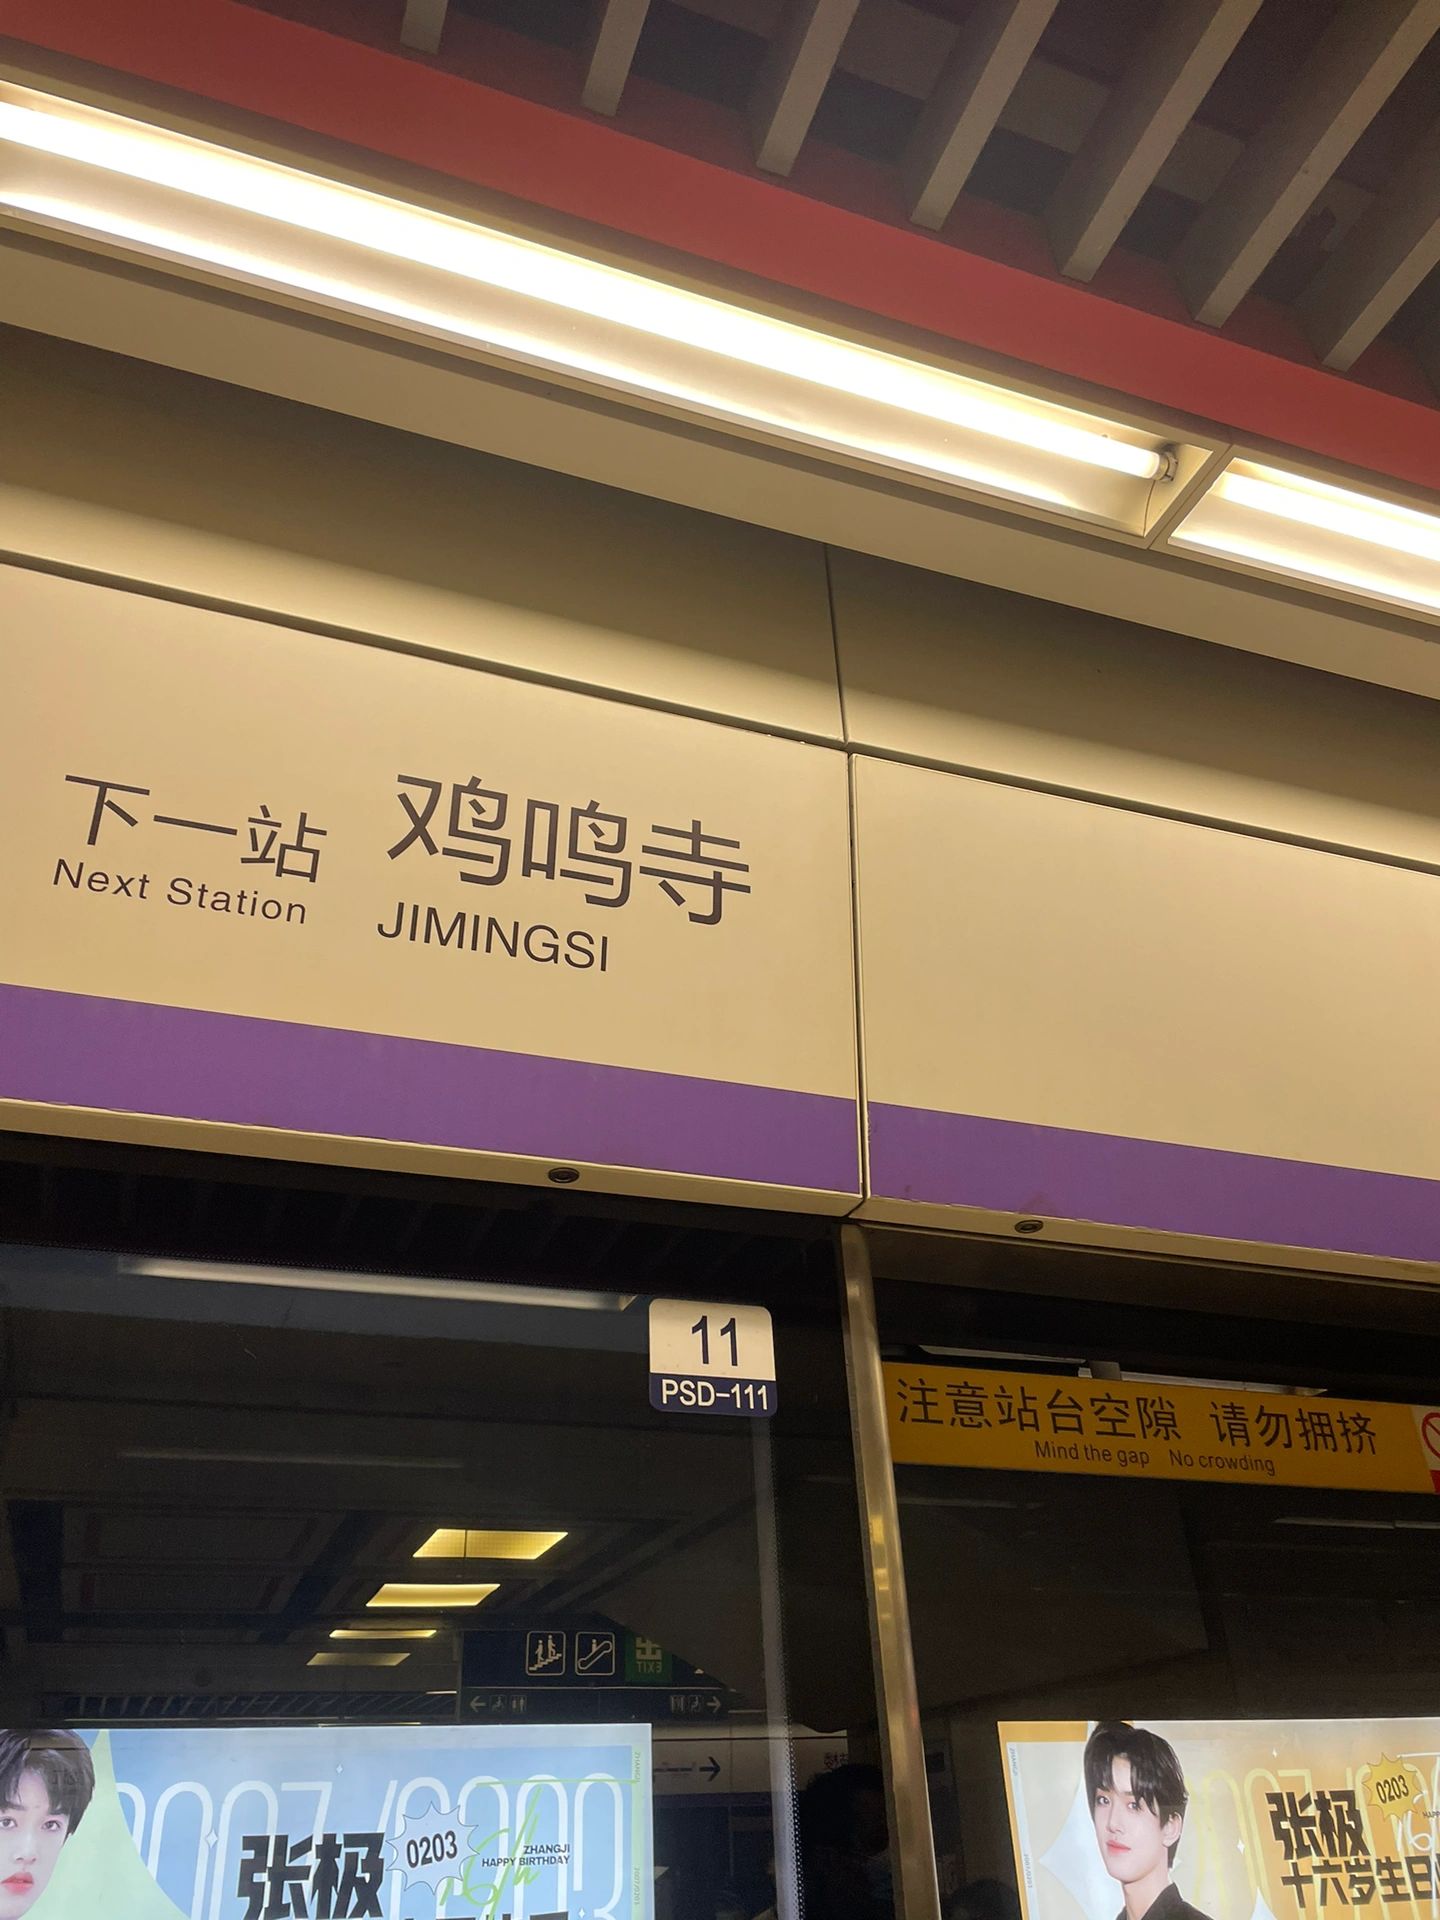 下一站 鸡鸣寺
Next Station JIMINGSI
11
PSD-111
注意站台空隙 请勿拥挤
Mind the gap No crowding
EXIT
张极
0203
16th
ZHANGJI
HAPPY BIRTHDAY
张极
0203
十六岁生日